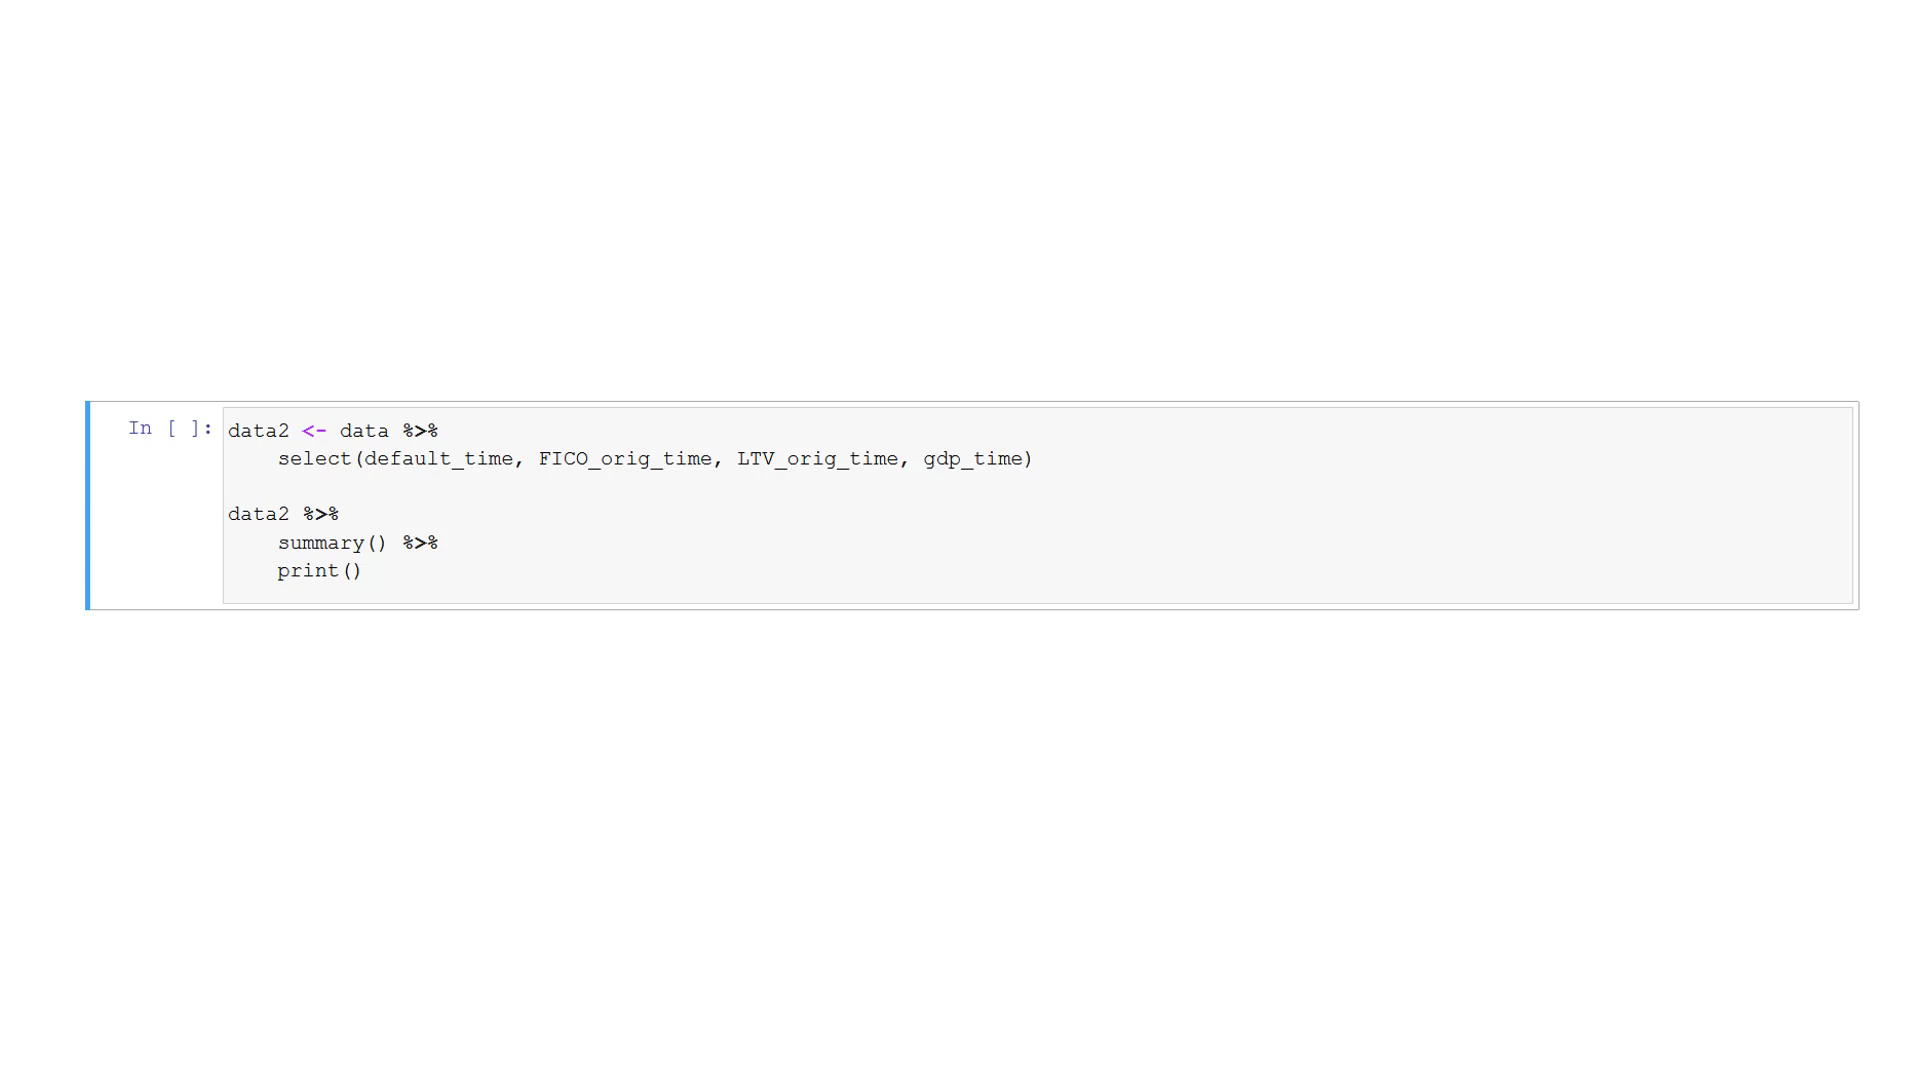 In [ ]: data2 <- data %>%
    select(default_time, FICO_orig_time, LTV_orig_time, gdp_time)

data2 %>%
    summary() %>%
    print()